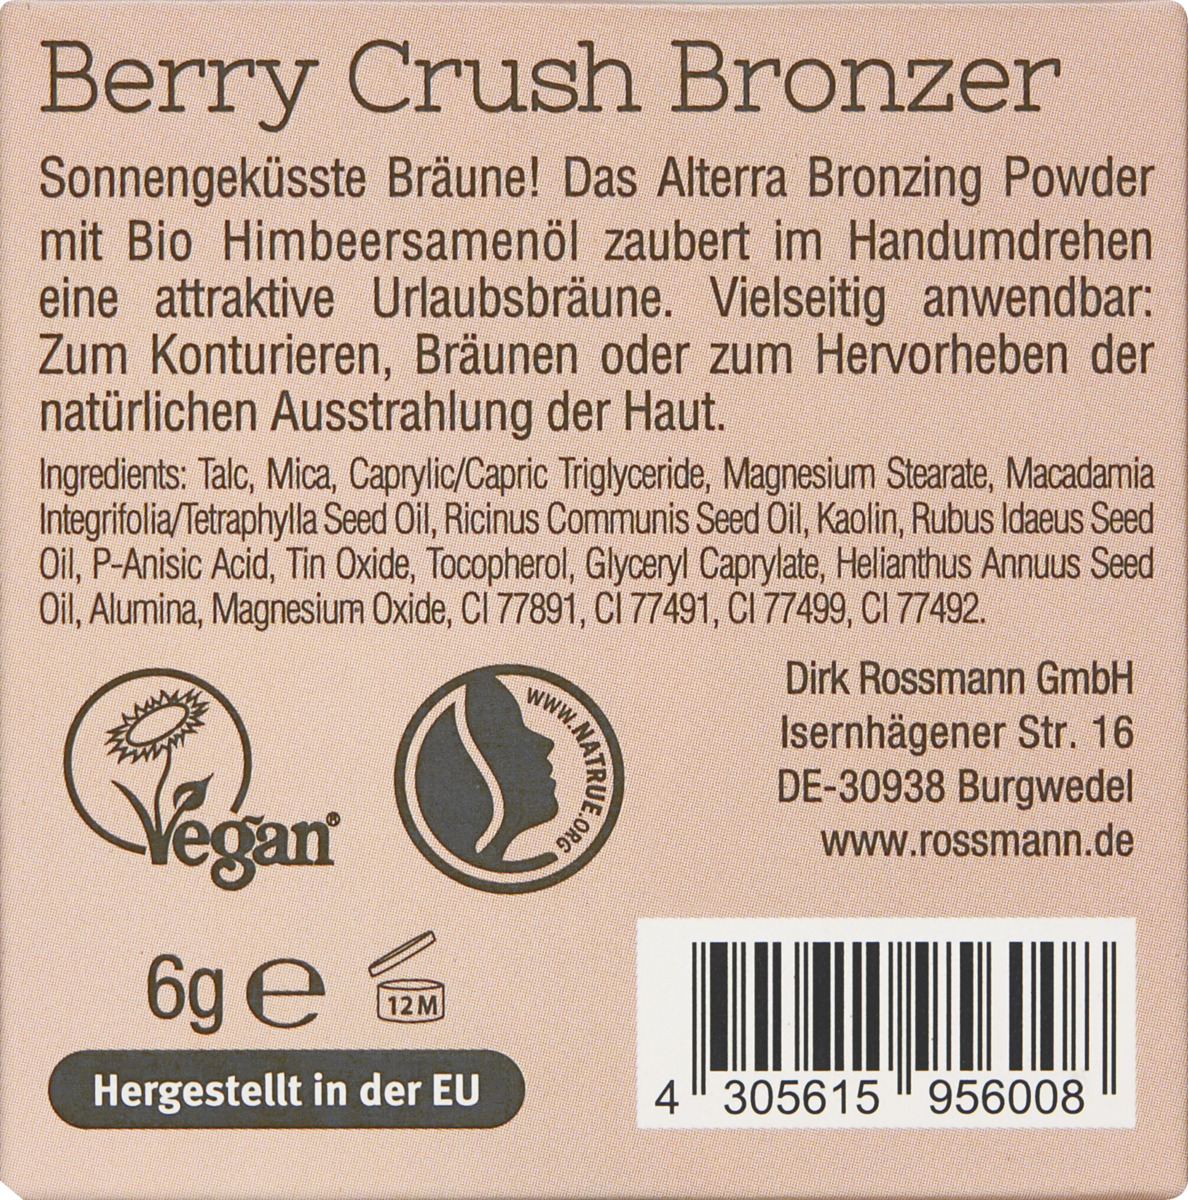 Berry Crush Bronzer
Sonnengeküsste Bräune! Das Alterra Bronzing Powder
mit Bio Himbeersamenöl zaubert im Handumdrehen
eine attraktive Urlaubsbräune. Vielseitig anwendbar:
Zum Konturieren, Bräunen oder zum Hervorheben der
natürlichen Ausstrahlung der Haut.
Ingredients: Talc, Mica, Caprylic/Capric Triglyceride, Magnesium Stearate, Macadamia
Integrifolia/Tetraphylla Seed Oil, Ricinus Communis Seed Oil, Kaolin, Rubus Idaeus Seed
Oil, P-Anisic Acid, Tin Oxide, Tocopherol, Glyceryl Caprylate, Helianthus Annuus Seed
Oil, Alumina, Magnesium Oxide, CI 77891, CI 77491, CI 77499, CI 77492.
Vegan®
WWW.NATRUE.ORG
Dirk Rossmann GmbH
Isernhägener Str. 16
DE-30938 Burgwedel
www.rossmann.de
6g e
12M
Hergestellt in der EU
4 305615 956008